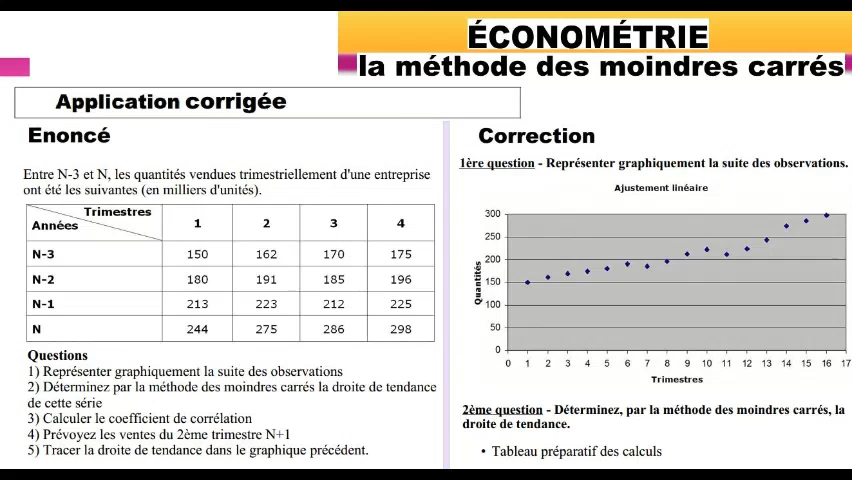 ÉCONOMÉTRIE
la méthode des moindres carrés
Application corrigée
Enoncé
Entre N-3 et N, les quantités vendues trimestriellement d'une entreprise
ont été les suivantes (en milliers d'unités).
Trimestres
Années
1 2 3 4
N-3 150 162 170 175
N-2 180 191 185 196
N-1 213 223 212 225
N 244 275 286 298
Questions
1) Représenter graphiquement la suite des observations
2) Déterminez par la méthode des moindres carrés la droite de tendance
de cette série
3) Calculer le coefficient de corrélation
4) Prévoyez les ventes du 2ème trimestre N+1
5) Tracer la droite de tendance dans le graphique précédent.
Correction
1ère question - Représenter graphiquement la suite des observations.
Ajustement linéaire
Quantités
300
250
200
150
100
50
0
0 1 2 3 4 5 6 7 8 9 10 11 12 13 14 15 16 17
Trimestres
2ème question - Déterminez, par la méthode des moindres carrés, la
droite de tendance.
• Tableau préparatif des calculs